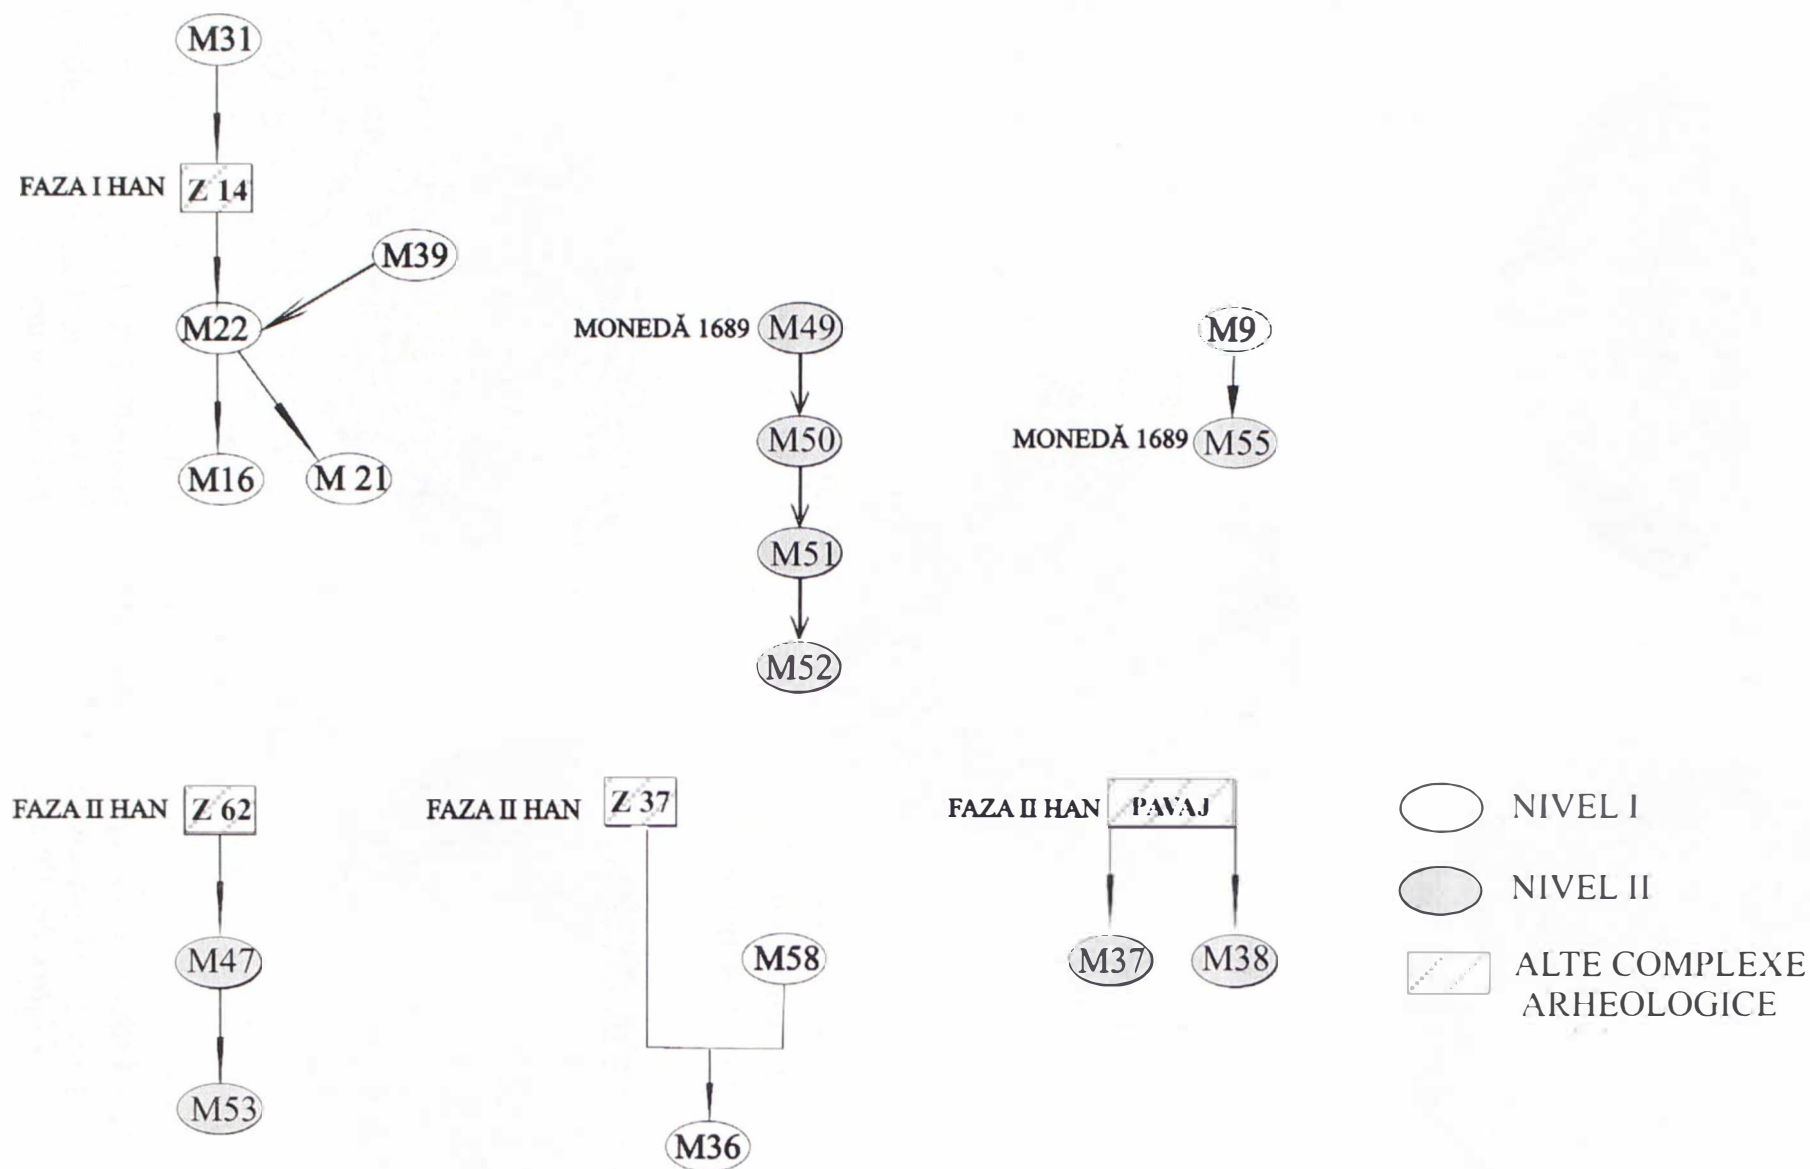 M31
FAZA I HAN Z 14
M39
M22
M16 M 21
MONEDĂ 1689 M49
M50
M51
M52
M9
MONEDĂ 1689 M55
FAZA II HAN Z 62
M47
M53
FAZA II HAN Z 37
M58
M36
FAZA II HAN PAVAJ
M37 M38
NIVEL I
NIVEL II
ALTE COMPLEXE
ARHEOLOGICE